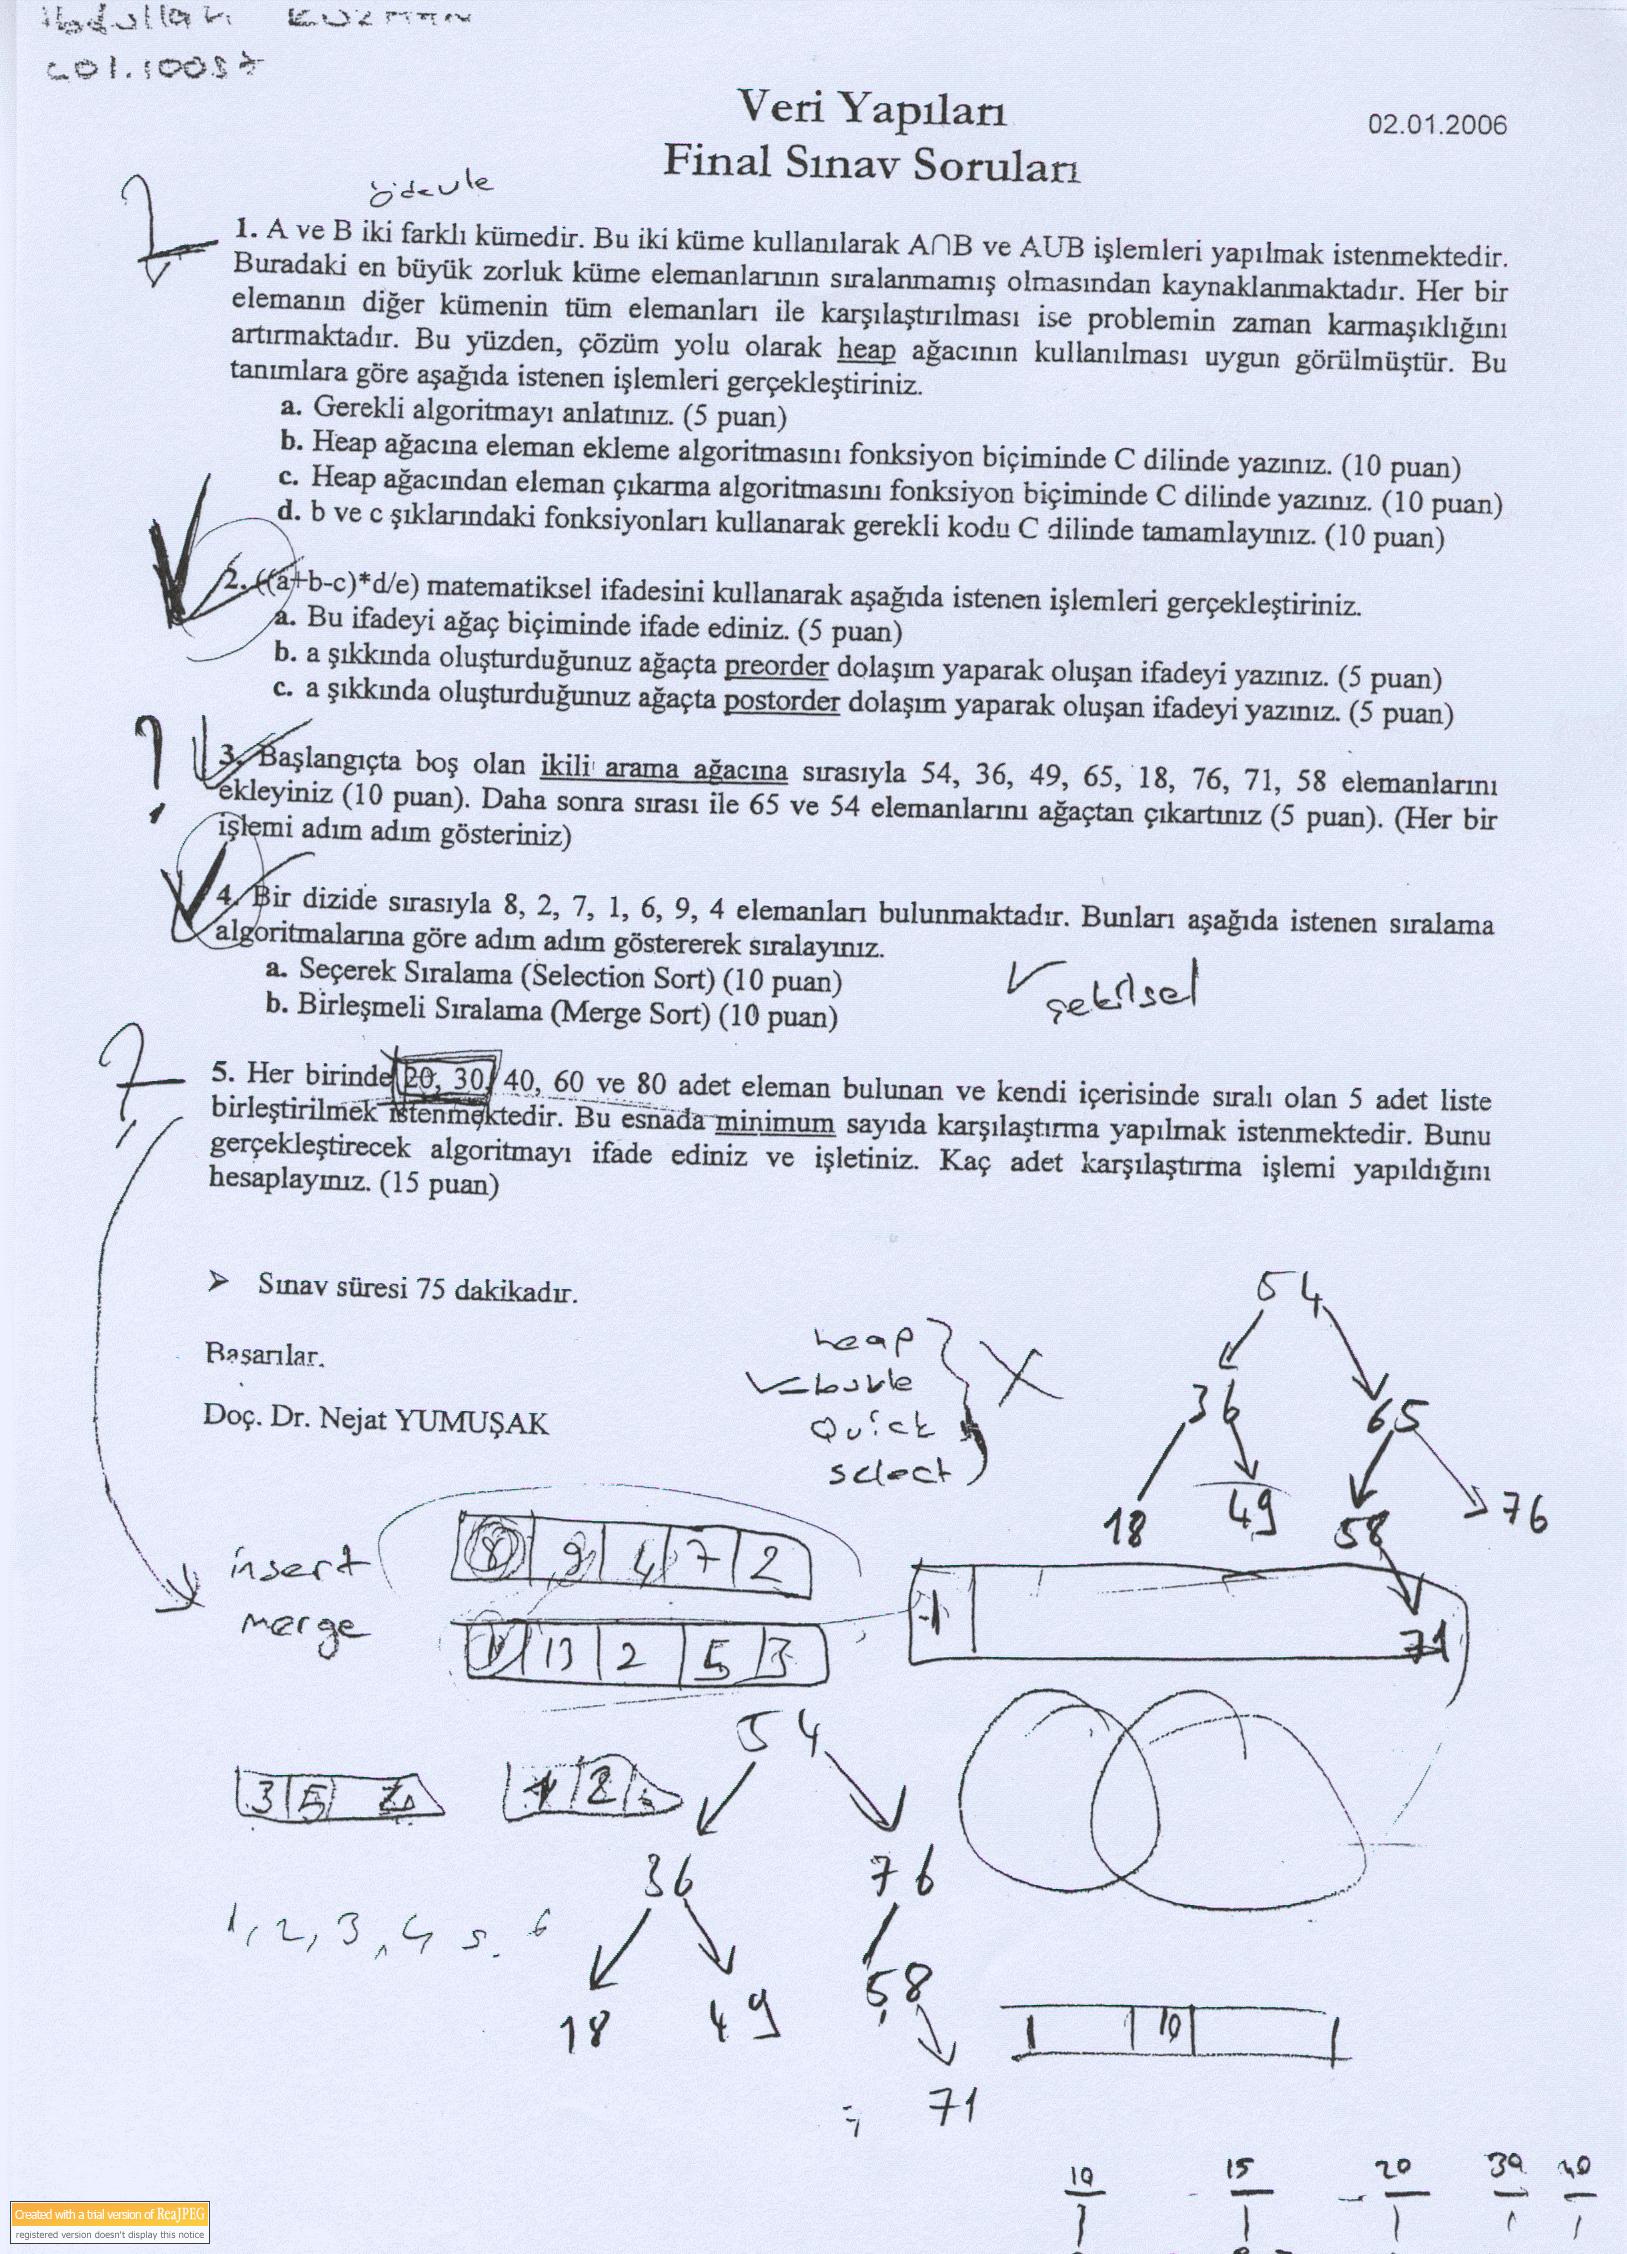 Veri Yapıları
02.01.2006
Final Sınav Soruları
1. A ve B iki farklı kümedir. Bu iki küme kullanılarak A∩B ve AUB işlemleri yapılmak istenmektedir.
Buradaki en büyük zorluk küme elemanlarının sıralanmamış olmasından kaynaklanmaktadır. Her bir
elemanın diğer kümenin tüm elemanları ile karşılaştırılması ise problemin zaman karmaşıklığını
artırmaktadır. Bu yüzden, çözüm yolu olarak heap ağacının kullanılması uygun görülmüştür. Bu
tanımlara göre aşağıda istenen işlemleri gerçekleştiriniz.
a. Gerekli algoritmayı anlatınız. (5 puan)
b. Heap ağacına eleman ekleme algoritmasını fonksiyon biçiminde C dilinde yazınız. (10 puan)
c. Heap ağacından eleman çıkarma algoritmasını fonksiyon biçiminde C dilinde yazınız. (10 puan)
d. b ve c şıklarındaki fonksiyonları kullanarak gerekli kodu C dilinde tamamlayınız. (10 puan)
2. ((a+b-c)*d/e) matematiksel ifadesini kullanarak aşağıda istenen işlemleri gerçekleştiriniz.
a. Bu ifadeyi ağaç biçiminde ifade ediniz. (5 puan)
b. a şıkkında oluşturduğunuz ağaçta preorder dolaşım yaparak oluşan ifadeyi yazınız. (5 puan)
c. a şıkkında oluşturduğunuz ağaçta postorder dolaşım yaparak oluşan ifadeyi yazınız. (5 puan)
3. Başlangıçta boş olan ikili arama ağacına sırasıyla 54, 36, 49, 65, 18, 76, 71, 58 elemanlarını
ekleyiniz (10 puan). Daha sonra sırası ile 65 ve 54 elemanlarını ağaçtan çıkartınız (5 puan). (Her bir
işlemi adım adım gösteriniz)
4. Bir dizide sırasıyla 8, 2, 7, 1, 6, 9, 4 elemanları bulunmaktadır. Bunları aşağıda istenen sıralama
algoritmalarına göre adım adım göstererek sıralayınız.
a. Seçerek Sıralama (Selection Sort) (10 puan)
b. Birleşmeli Sıralama (Merge Sort) (10 puan)
şekilsel
5. Her birinde 20, 30, 40, 60 ve 80 adet eleman bulunan ve kendi içerisinde sıralı olan 5 adet liste
birleştirilmek istenmektedir. Bu esnada minimum sayıda karşılaştırma yapılmak istenmektedir. Bunu
gerçekleştirecek algoritmayı ifade ediniz ve işletiniz. Kaç adet karşılaştırma işlemi yapıldığını
hesaplayınız. (15 puan)
➢ Sınav süresi 75 dakikadır.
Başarılar.
Doç. Dr. Nejat YUMUŞAK
heap
buble
Quick
select
54
36 65
18 49 58 76
71
insert
8 9 4 7 2
merge
1 13 2 5 3
1
54
3 5
36 76
1, 2, 3, 4 5. 6
58
18 49
10
71
10 15 20 30 40
Created with a trial version of ReaJPEG
registered version doesn't display this notice